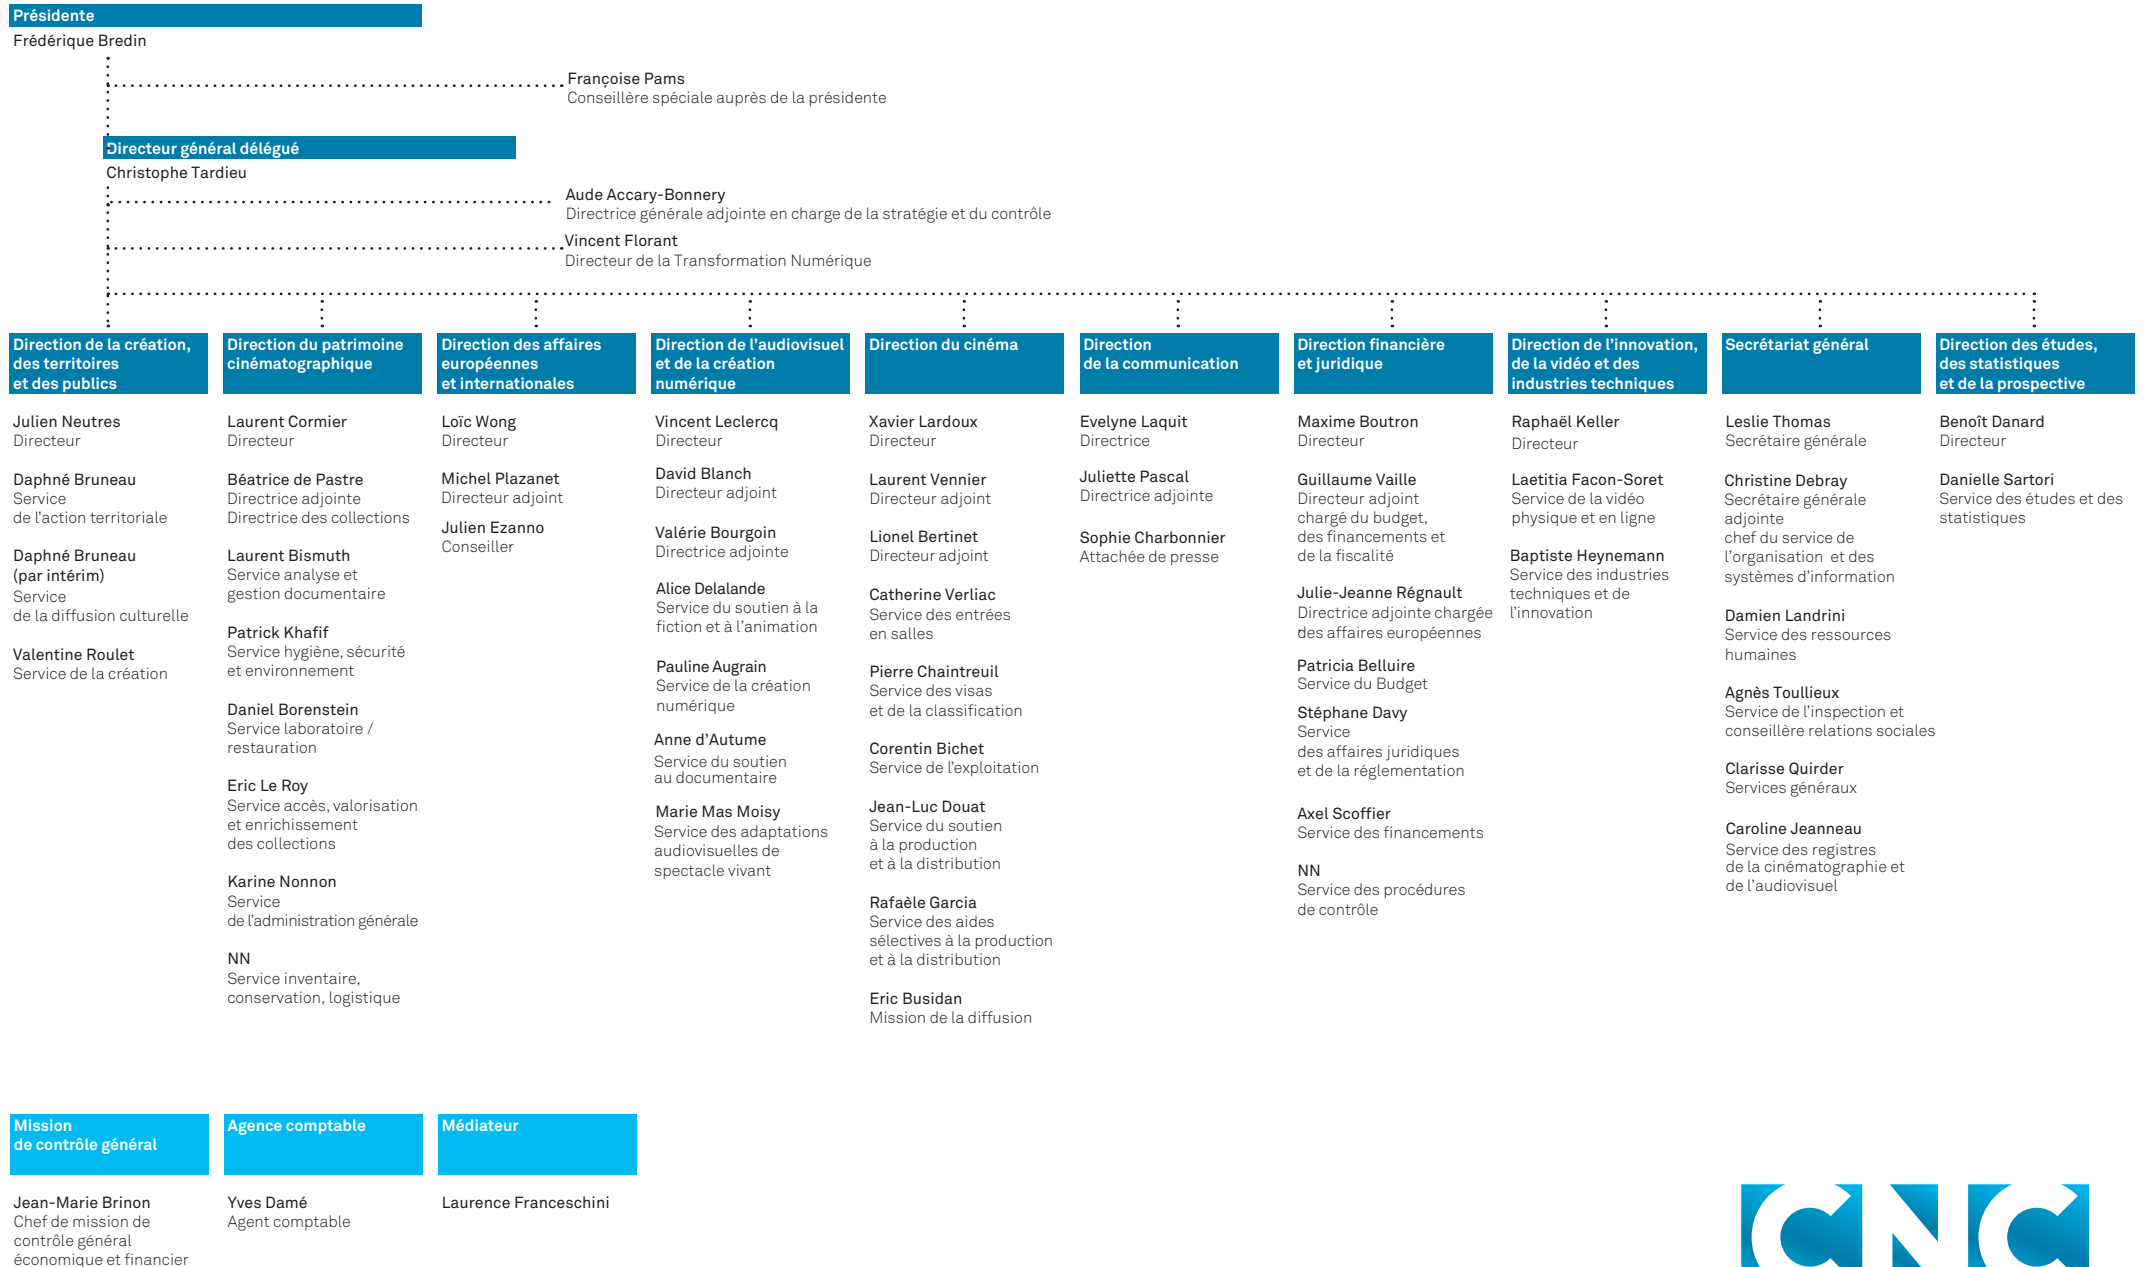 Présidente
Frédérique Bredin
Françoise Pams
Conseillère spéciale auprès de la présidente
Directeur général délégué
Christophe Tardieu
Aude Accary-Bonnery
Directrice générale adjointe en charge de la stratégie et du contrôle
Vincent Florant
Directeur de la Transformation Numérique
Direction de la création,
des territoires
et des publics
Julien Neutres
Directeur
Daphné Bruneau
Service
de l’action territoriale
Daphné Bruneau
(par intérim)
Service
de la diffusion culturelle
Valentine Roulet
Service de la création
Direction du patrimoine
cinématographique
Laurent Cormier
Directeur
Béatrice de Pastre
Directrice adjointe
Directrice des collections
Laurent Bismuth
Service analyse et
gestion documentaire
Patrick Khafif
Service hygiène, sécurité
et environnement
Daniel Borenstein
Service laboratoire /
restauration
Eric Le Roy
Service accès, valorisation
et enrichissement
des collections
Karine Nonnon
Service
de l’administration générale
NN
Service inventaire,
conservation, logistique
Direction des affaires
européennes
et internationales
Loïc Wong
Directeur
Michel Plazanet
Directeur adjoint
Julien Ezanno
Conseiller
Direction de l’audiovisuel
et de la création
numérique
Vincent Leclercq
Directeur
David Blanch
Directeur adjoint
Valérie Bourgoin
Directrice adjointe
Alice Delalande
Service du soutien à la
fiction et à l’animation
Pauline Augrain
Service de la création
numérique
Anne d’Autume
Service du soutien
au documentaire
Marie Mas Moisy
Service des adaptations
audiovisuelles de
spectacle vivant
Direction du cinéma
Xavier Lardoux
Directeur
Laurent Vennier
Directeur adjoint
Lionel Bertinet
Directeur adjoint
Catherine Verliac
Service des entrées
en salles
Pierre Chaintreuil
Service des visas
et de la classification
Corentin Bichet
Service de l’exploitation
Jean-Luc Douat
Service du soutien
à la production
et à la distribution
Rafaèle Garcia
Service des aides
sélectives à la production
et à la distribution
Eric Busidan
Mission de la diffusion
Direction
de la communication
Evelyne Laquit
Directrice
Juliette Pascal
Directrice adjointe
Sophie Charbonnier
Attachée de presse
Direction financière
et juridique
Maxime Boutron
Directeur
Guillaume Vaille
Directeur adjoint
chargé du budget,
des financements et
de la fiscalité
Julie-Jeanne Régnault
Directrice adjointe chargée
des affaires européennes
Patricia Belluire
Service du Budget
Stéphane Davy
Service
des affaires juridiques
et de la réglementation
Axel Scoffier
Service des financements
NN
Service des procédures
de contrôle
Direction de l’innovation,
de la vidéo et des
industries techniques
Raphaël Keller
Directeur
Laetitia Facon-Soret
Service de la vidéo
physique et en ligne
Baptiste Heynemann
Service des industries
techniques et de
l’innovation
Secrétariat général
Leslie Thomas
Secrétaire générale
Christine Debray
Secrétaire générale
adjointe
chef du service de
l’organisation et des
systèmes d’information
Damien Landrini
Service des ressources
humaines
Agnès Toullieux
Service de l’inspection et
conseillère relations sociales
Clarisse Quirder
Services généraux
Caroline Jeanneau
Service des registres
de la cinématographie et
de l’audiovisuel
Direction des études,
des statistiques
et de la prospective
Benoît Danard
Directeur
Danielle Sartori
Service des études et des
statistiques
Mission
de contrôle général
Jean-Marie Brinon
Chef de mission de
contrôle général
économique et financier
Agence comptable
Yves Damé
Agent comptable
Médiateur
Laurence Franceschini
CNC